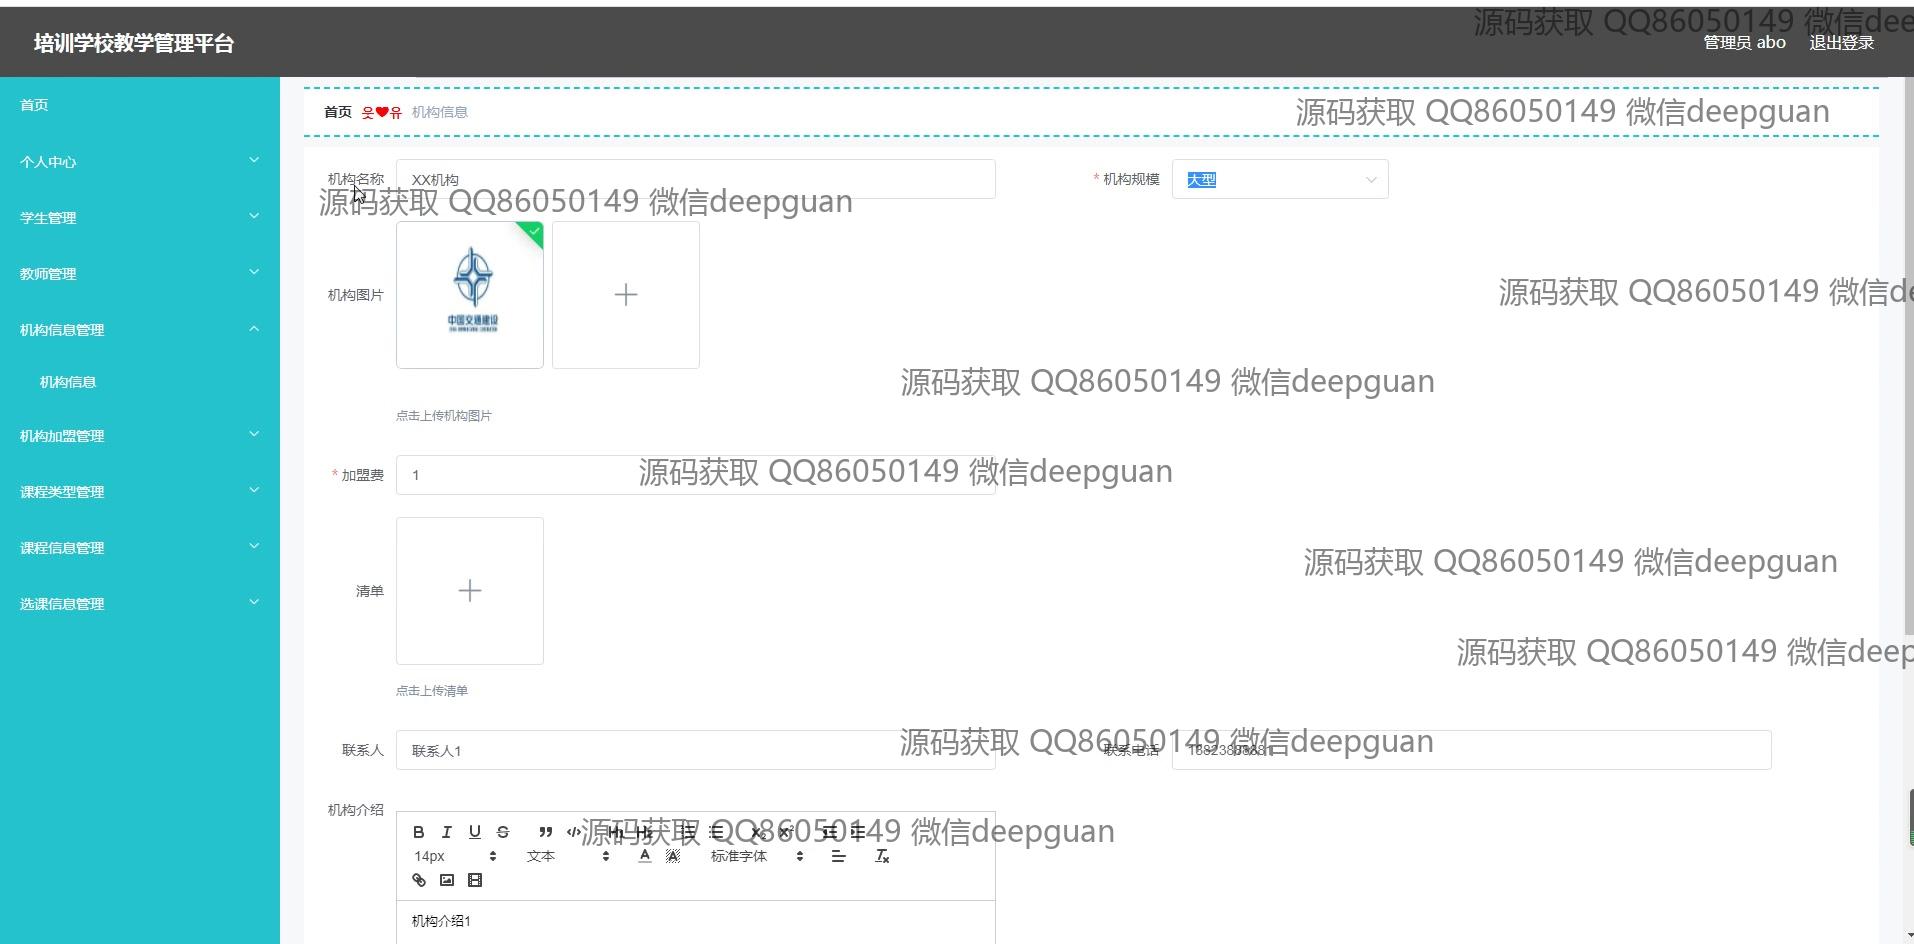 源码获取 QQ86050149 微信dee
培训学校教学管理平台
管理员 abo 退出登录
首页
首页 웃❤유 机构信息
源码获取 QQ86050149 微信deepguan
个人中心
机构名称 XX机构
* 机构规模 大型
源码获取 QQ86050149 微信deepguan
学生管理
教师管理
机构图片
中国交通建设
源码获取 QQ86050149 微信de
机构信息管理
机构信息
源码获取 QQ86050149 微信deepguan
点击上传机构图片
机构加盟管理
* 加盟费 1
源码获取 QQ86050149 微信deepguan
课程类型管理
课程信息管理
源码获取 QQ86050149 微信deepguan
清单
选课信息管理
源码获取 QQ86050149 微信deep
点击上传清单
联系人 联系人1
联系电话
源码获取 QQ86050149 微信deepguan
机构介绍
B I U S ” </> H1 H2 X2 X2
源码获取 QQ86050149 微信deepguan
14px 文本 A A 标准字体 Tx
机构介绍1